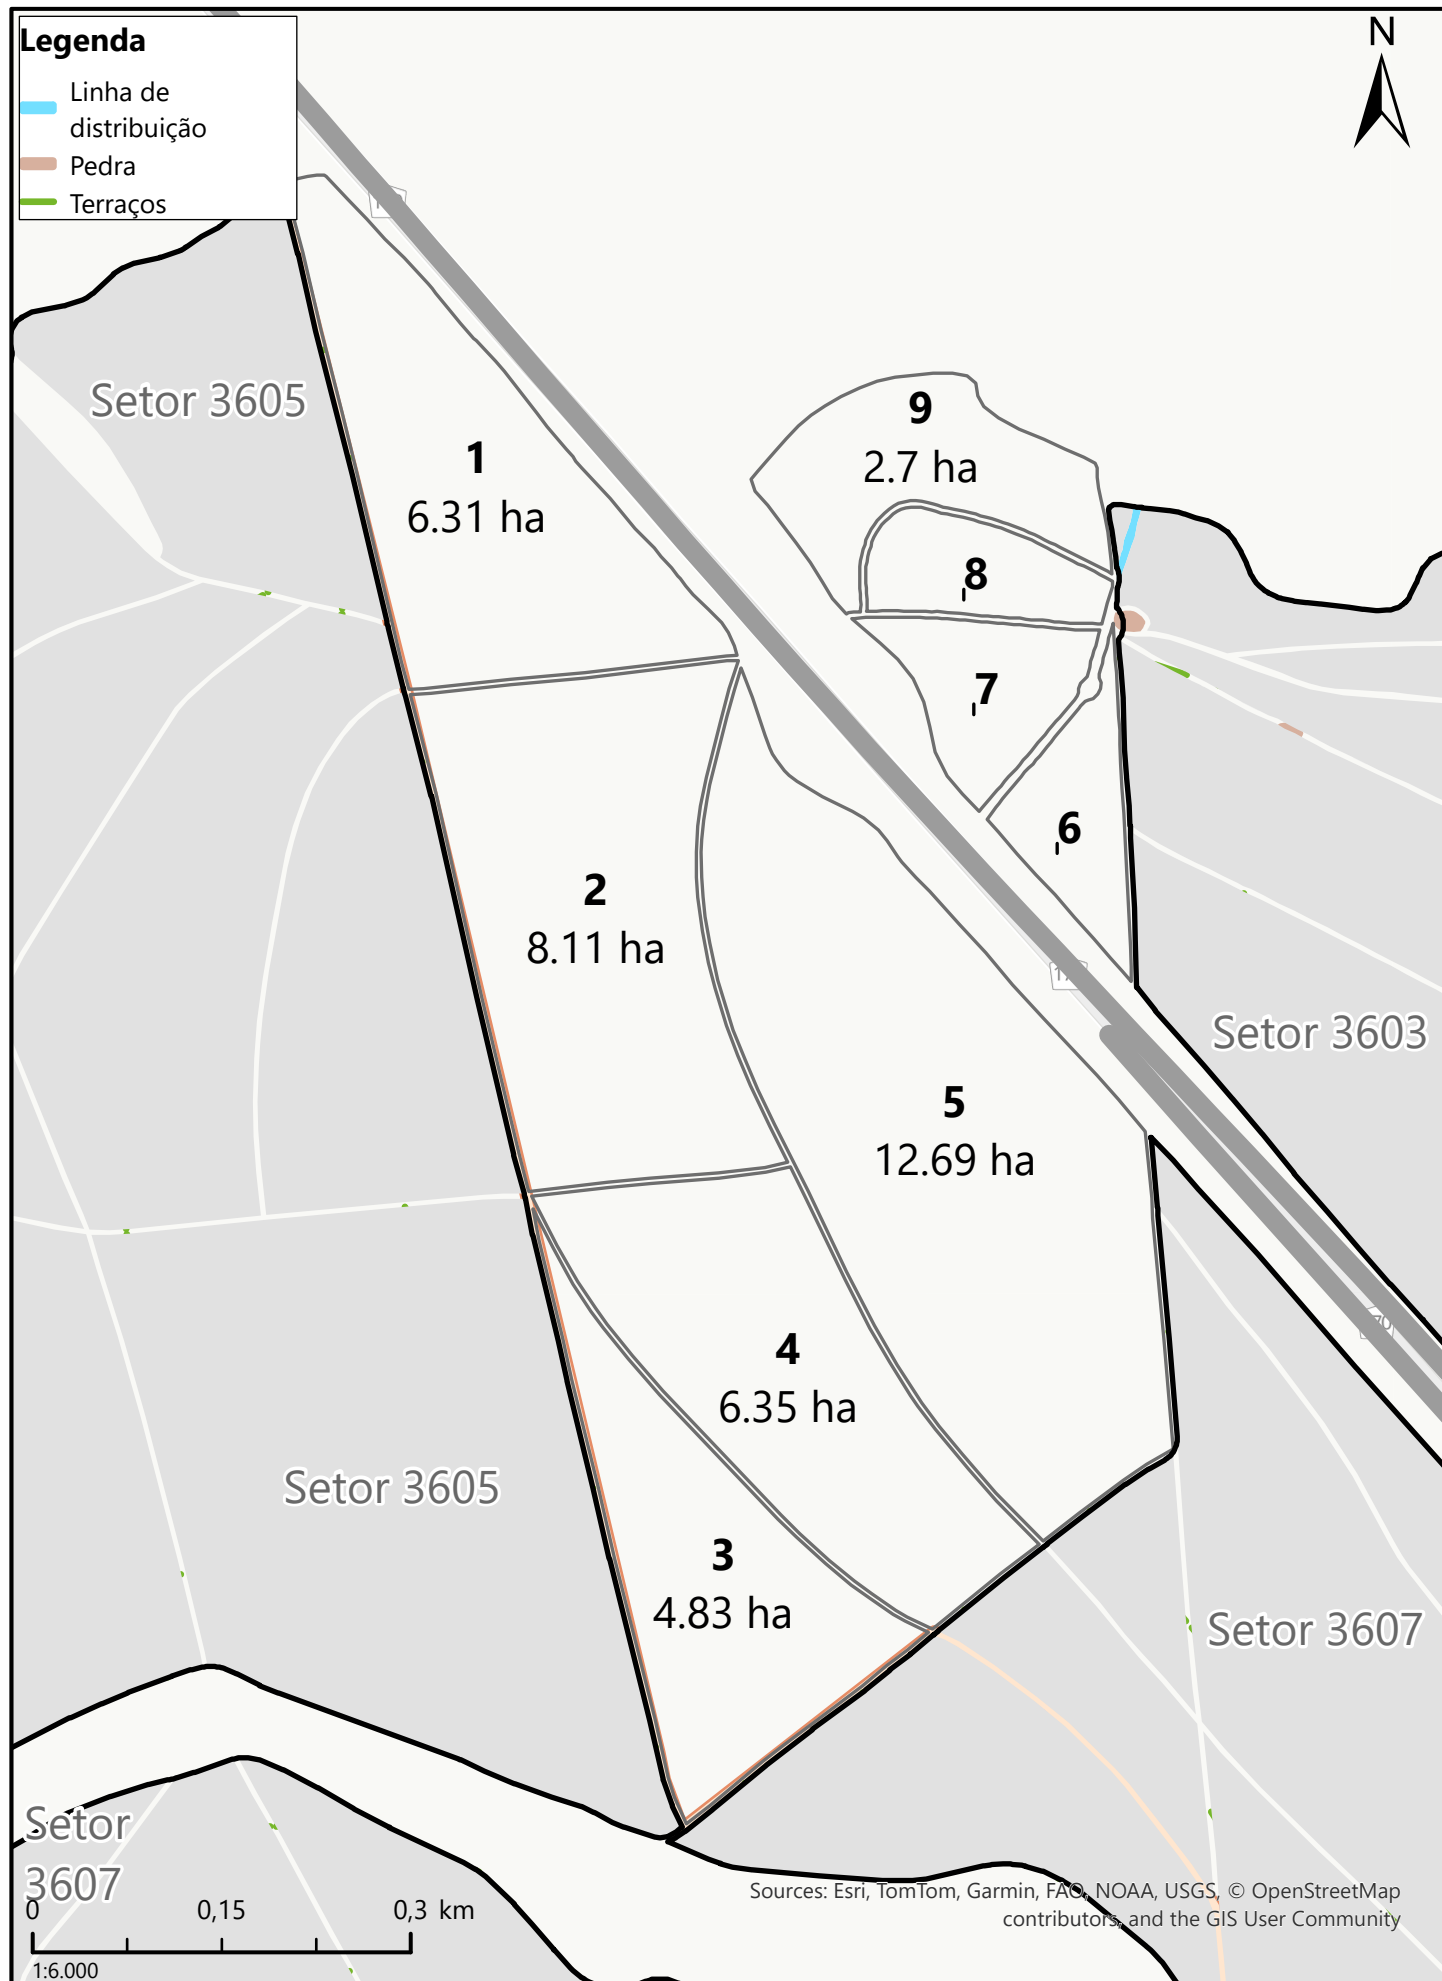 Legenda
Linha de
distribuição
Pedra
Terraços
N
Setor 3605
1
6.31 ha
9
2.7 ha
8
7
6
2
8.11 ha
Setor 3603
5
12.69 ha
4
6.35 ha
Setor 3605
3
4.83 ha
Setor 3607
Setor
3607
0 0,15 0,3 km
1:6.000
Sources: Esri, TomTom, Garmin, FAO, NOAA, USGS, © OpenStreetMap
contributors, and the GIS User Community